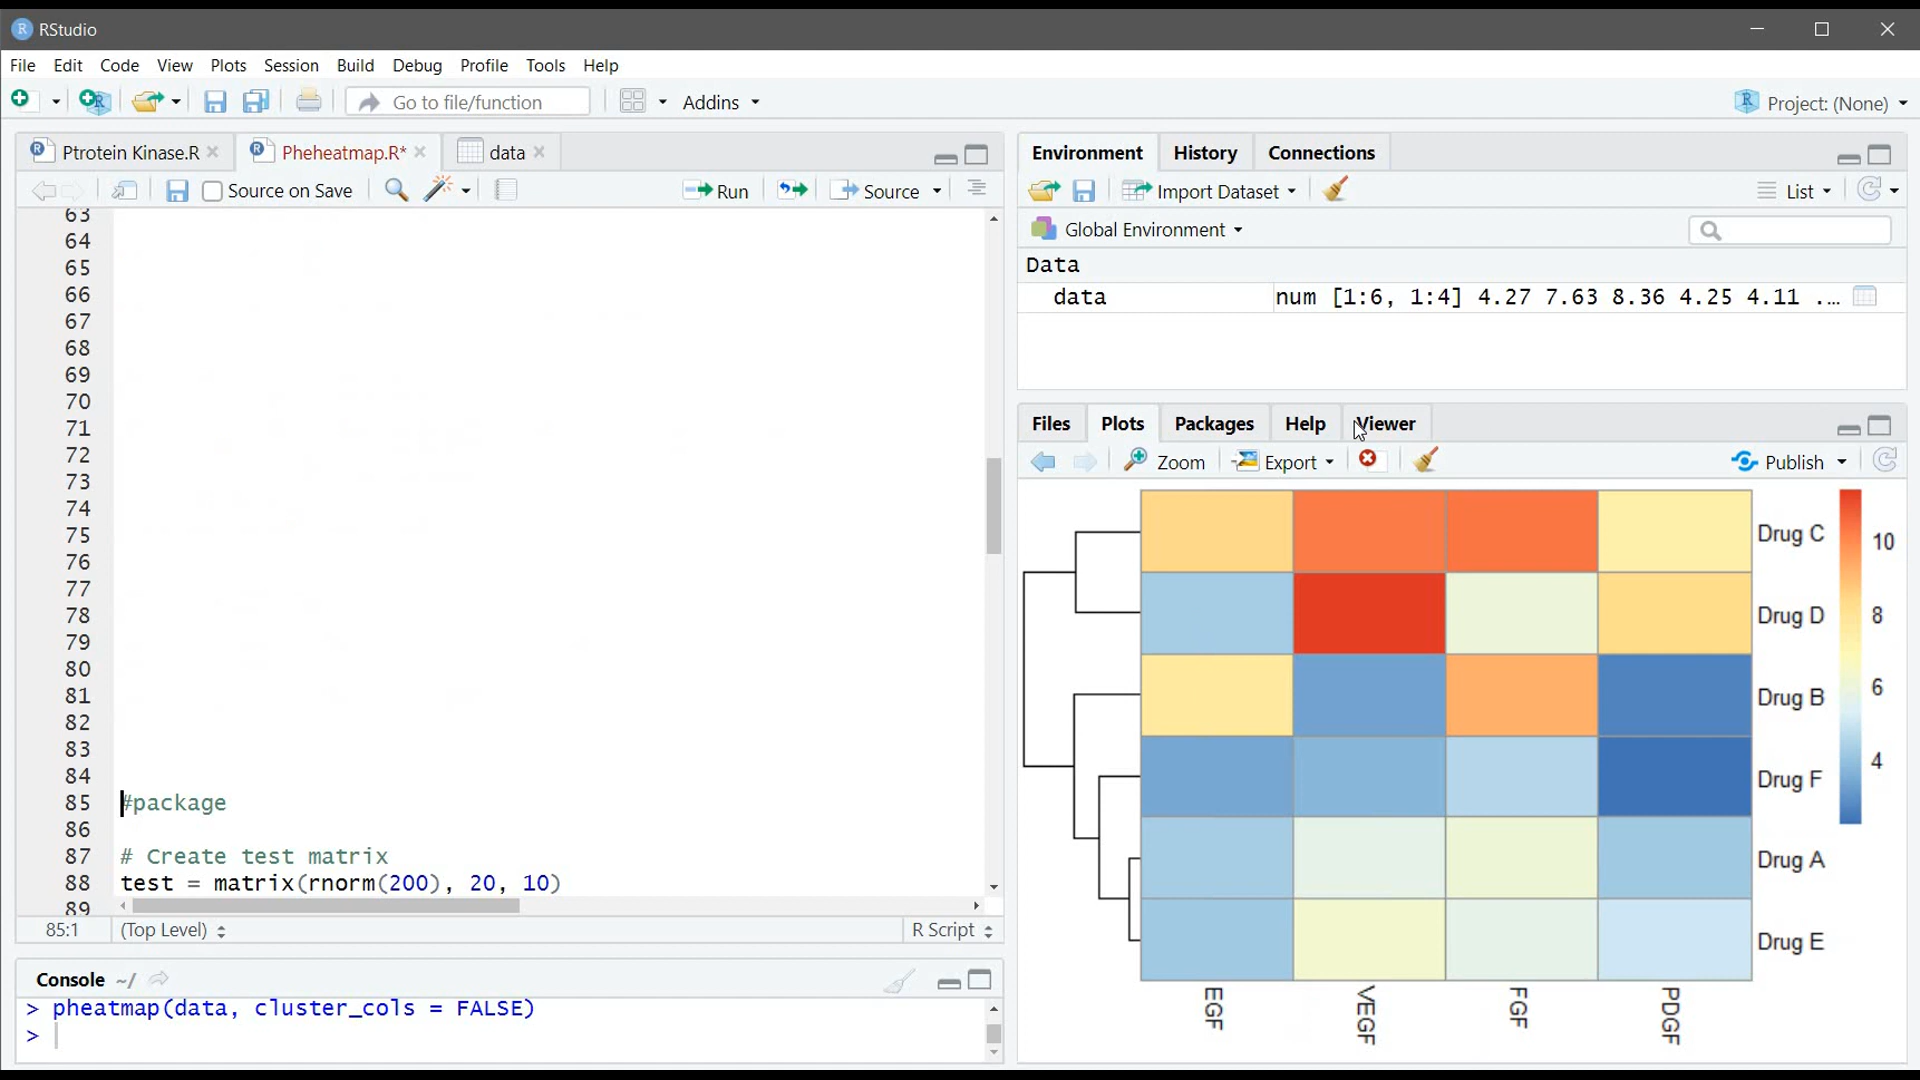 RStudio
File Edit Code View Plots Session Build Debug Profile Tools Help
Go to file/function Addins Project: (None)
Ptrotein Kinase.R Pheheatmap.R* data
Source on Save Run Source
63
64
65
66
67
68
69
70
71
72
73
74
75
76
77
78
79
80
81
82
83
84
85 #package
86
87 # Create test matrix
88 test = matrix(rnorm(200), 20, 10)
89
85:1 (Top Level) R Script
Console ~/
> pheatmap(data, cluster_cols = FALSE)
>
Environment History Connections
Import Dataset List
Global Environment
Data
data num [1:6, 1:4] 4.27 7.63 8.36 4.25 4.11 ...
Files Plots Packages Help Viewer
Zoom Export Publish
Drug C
Drug D
Drug B
Drug F
Drug A
Drug E
10
8
6
4
EGF
VEGF
FGF
PDGF